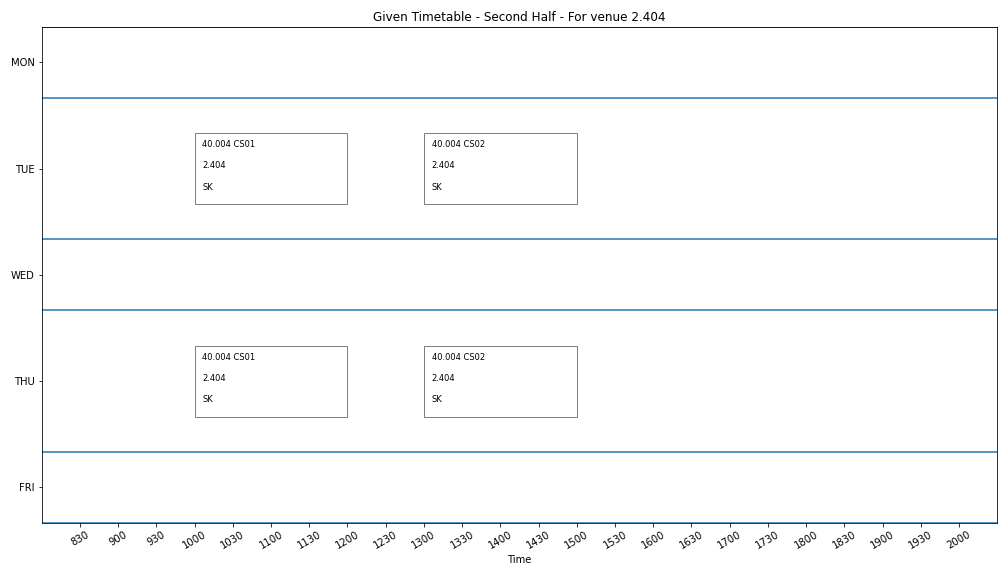 Given Timetable - Second Half - For venue 2.404
MON
TUE
40.004 CS01
2.404
SK
40.004 CS02
2.404
SK
WED
THU
40.004 CS01
2.404
SK
40.004 CS02
2.404
SK
FRI
830 900 930 1000 1030 1100 1130 1200 1230 1300 1330 1400 1430 1500 1530 1600 1630 1700 1730 1800 1830 1900 1930 2000
Time